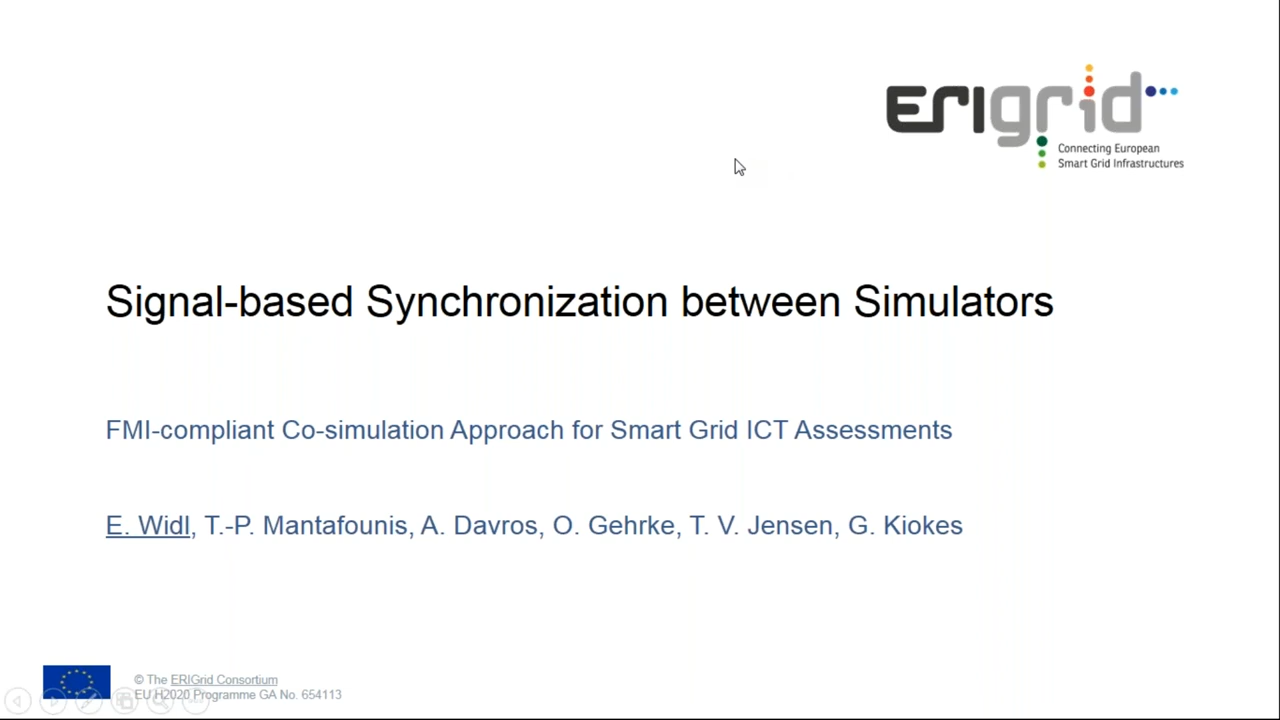 ERIgrid
Connecting European
Smart Grid Infrastructures
Signal-based Synchronization between Simulators
FMI-compliant Co-simulation Approach for Smart Grid ICT Assessments
E. Widl, T.-P. Mantafounis, A. Davros, O. Gehrke, T. V. Jensen, G. Kiokes
© The ERIGrid Consortium
EU H2020 Programme GA No. 654113